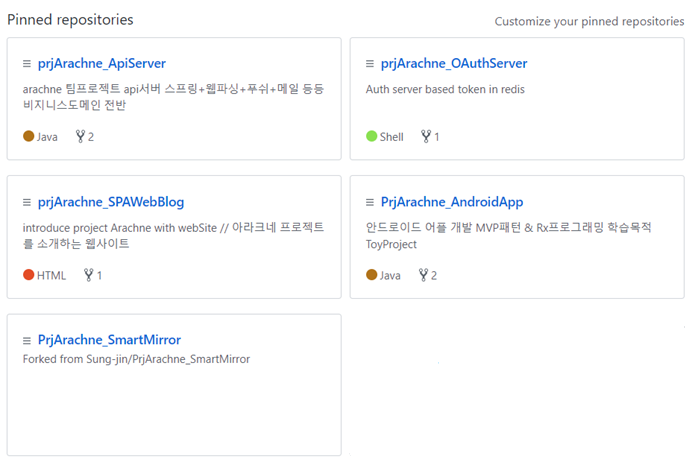 Pinned repositories
Customize your pinned repositories
prjArachne_ApiServer
arachne 팀프로젝트 api서버 스프링+웹파싱+푸쉬+메일 등등
비지니스도메인 전반
Java 2
prjArachne_OAuthServer
Auth server based token in redis
Shell 1
prjArachne_SPAWebBlog
introduce project Arachne with webSite // 아라크네 프로젝트
를 소개하는 웹사이트
HTML 1
PrjArachne_AndroidApp
안드로이드 어플 개발 MVP패턴 & Rx프로그래밍 학습목적
ToyProject
Java 2
PrjArachne_SmartMirror
Forked from Sung-jin/PrjArachne_SmartMirror